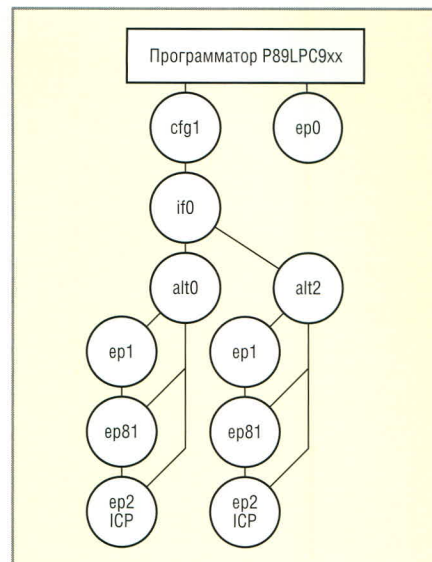 Программатор P89LPC9xx
cfg1
ep0
if0
alt0
alt2
ep1
ep1
ep81
ep81
ep2
ICP
ep2
ICP